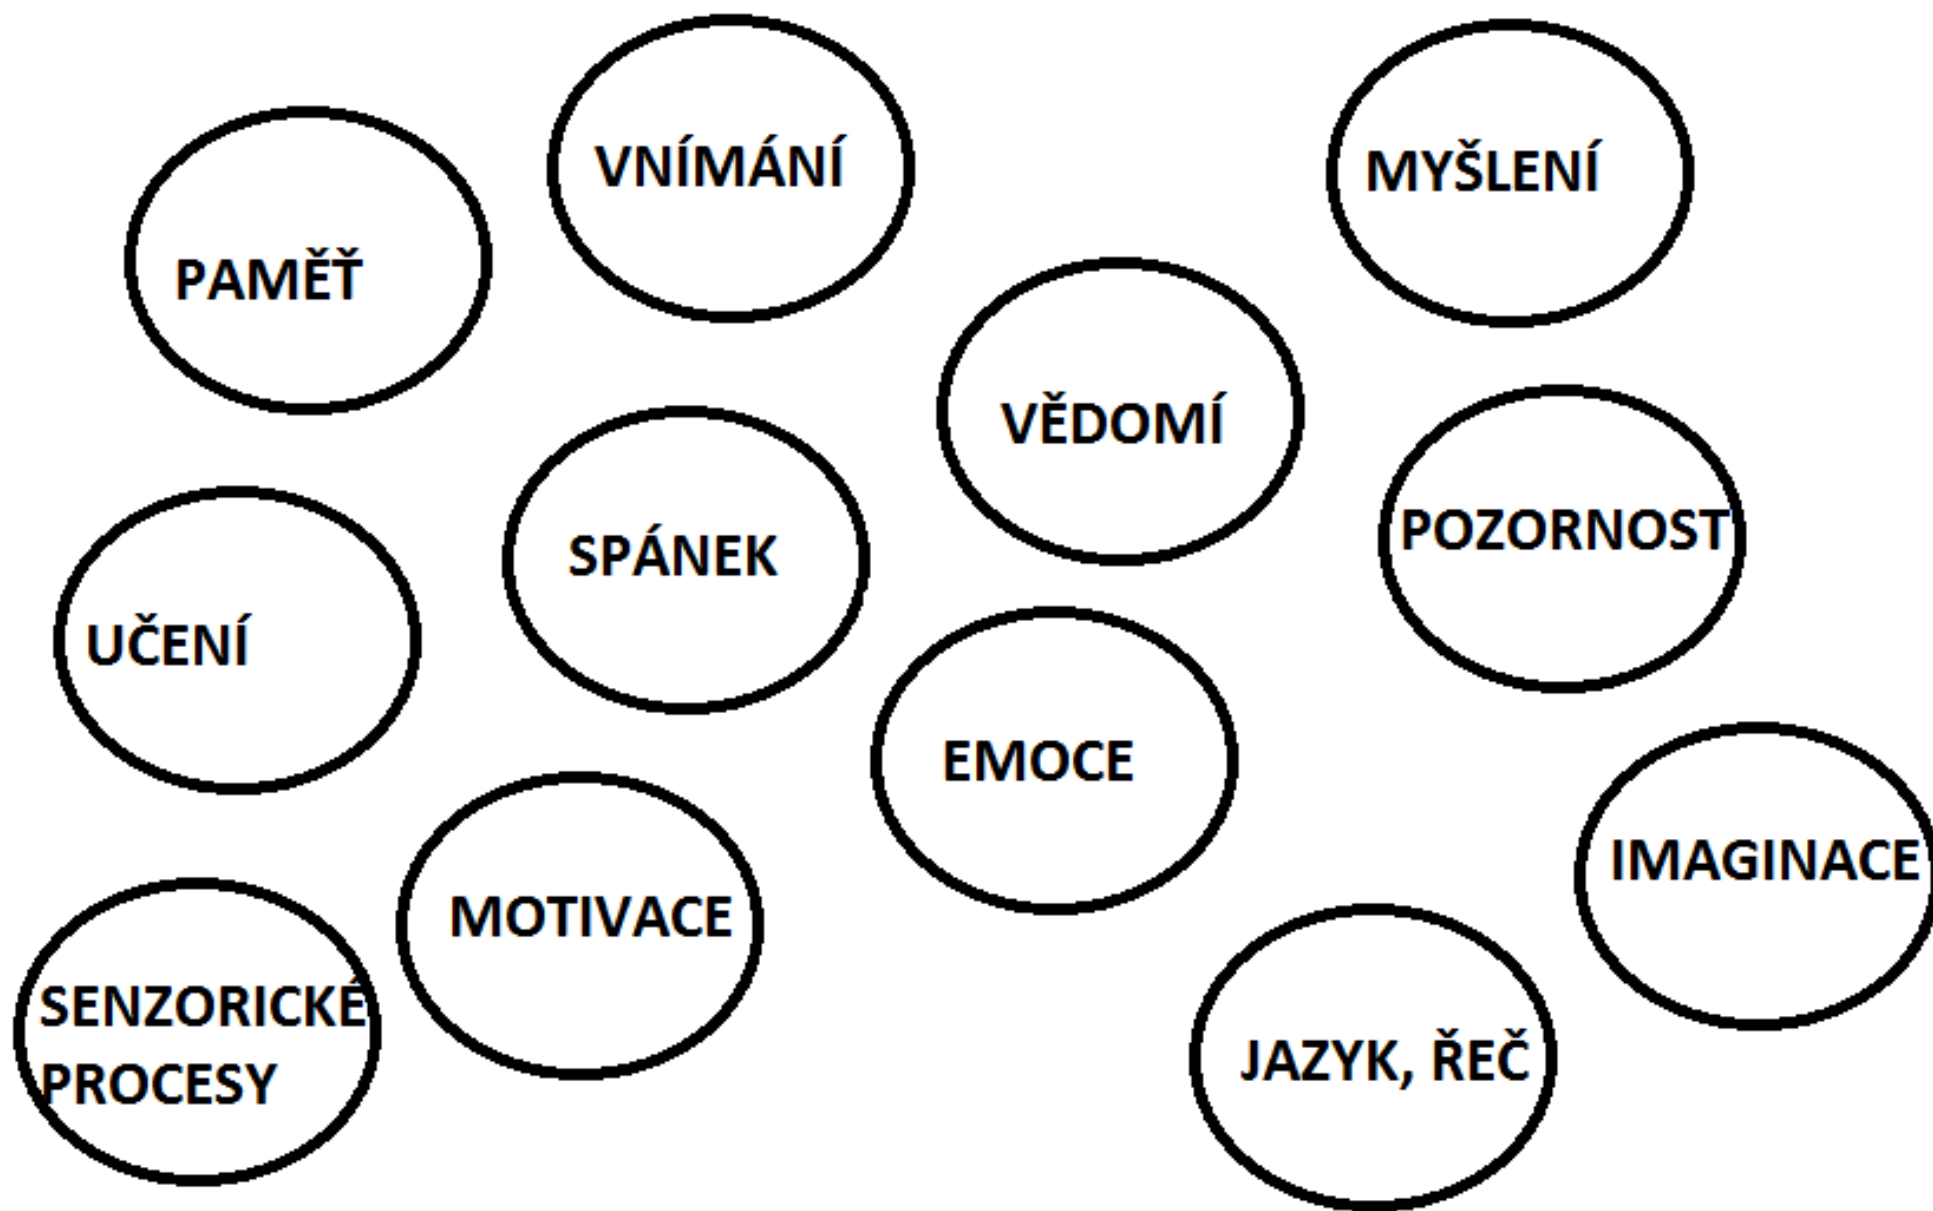 VNÍMÁNÍ
MYŠLENÍ
PAMĚŤ
VĚDOMÍ
POZORNOST
SPÁNEK
UČENÍ
EMOCE
IMAGINACE
MOTIVACE
SENZORICKÉ
PROCESY
JAZYK, ŘEČ